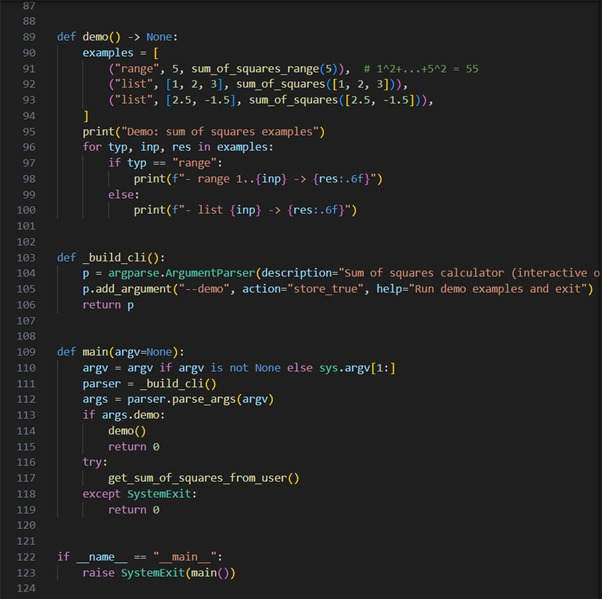 87
88
89 def demo() -> None:
90     examples = [
91         ("range", 5, sum_of_squares_range(5)),  # 1^2+...+5^2 = 55
92         ("list", [1, 2, 3], sum_of_squares([1, 2, 3])),
93         ("list", [2.5, -1.5], sum_of_squares([2.5, -1.5])),
94     ]
95     print("Demo: sum of squares examples")
96     for typ, inp, res in examples:
97         if typ == "range":
98             print(f"- range 1..{inp} -> {res:.6f}")
99         else:
100             print(f"- list {inp} -> {res:.6f}")
101
102
103 def _build_cli():
104     p = argparse.ArgumentParser(description="Sum of squares calculator (interactive o
105     p.add_argument("--demo", action="store_true", help="Run demo examples and exit")
106     return p
107
108
109 def main(argv=None):
110     argv = argv if argv is not None else sys.argv[1:]
111     parser = _build_cli()
112     args = parser.parse_args(argv)
113     if args.demo:
114         demo()
115         return 0
116     try:
117         get_sum_of_squares_from_user()
118     except SystemExit:
119         return 0
120
121
122 if __name__ == "__main__":
123     raise SystemExit(main())
124